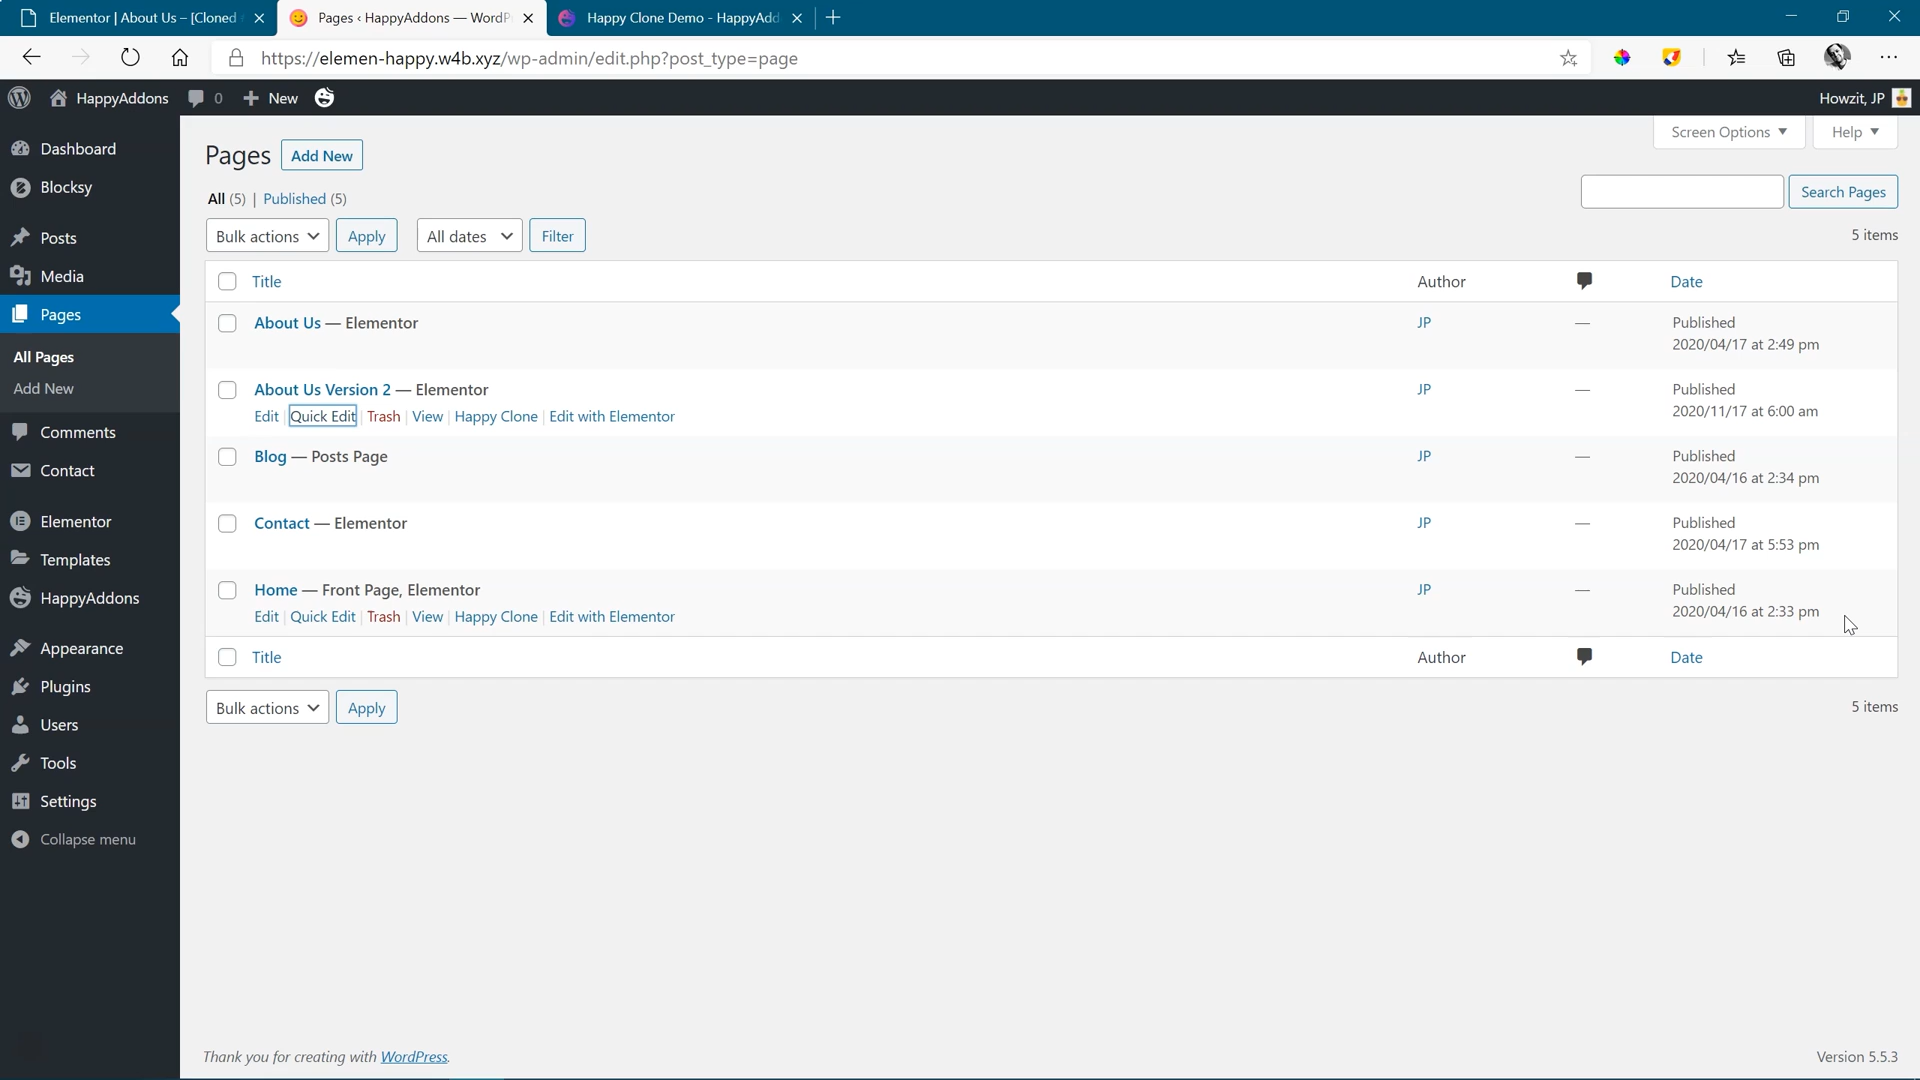 Elementor | About Us – [Cloned
Pages ‹ HappyAddons — WordP
Happy Clone Demo - HappyAdd
https://elemen-happy.w4b.xyz/wp-admin/edit.php?post_type=page
HappyAddons
0
New
Howzit, JP
Dashboard
Blocksy
Posts
Media
Pages
All Pages
Add New
Comments
Contact
Elementor
Templates
HappyAddons
Appearance
Plugins
Users
Tools
Settings
Collapse menu
Screen Options
Help
Pages
Add New
All (5) | Published (5)
Search Pages
Bulk actions
Apply
All dates
Filter
5 items
Title
Author
Date
About Us — Elementor
JP
—
Published
2020/04/17 at 2:49 pm
About Us Version 2 — Elementor
JP
—
Published
Edit | Quick Edit | Trash | View | Happy Clone | Edit with Elementor
2020/11/17 at 6:00 am
Blog — Posts Page
JP
—
Published
2020/04/16 at 2:34 pm
Contact — Elementor
JP
—
Published
2020/04/17 at 5:53 pm
Home — Front Page, Elementor
JP
—
Published
Edit | Quick Edit | Trash | View | Happy Clone | Edit with Elementor
2020/04/16 at 2:33 pm
Title
Author
Date
Bulk actions
Apply
5 items
Thank you for creating with WordPress.
Version 5.5.3